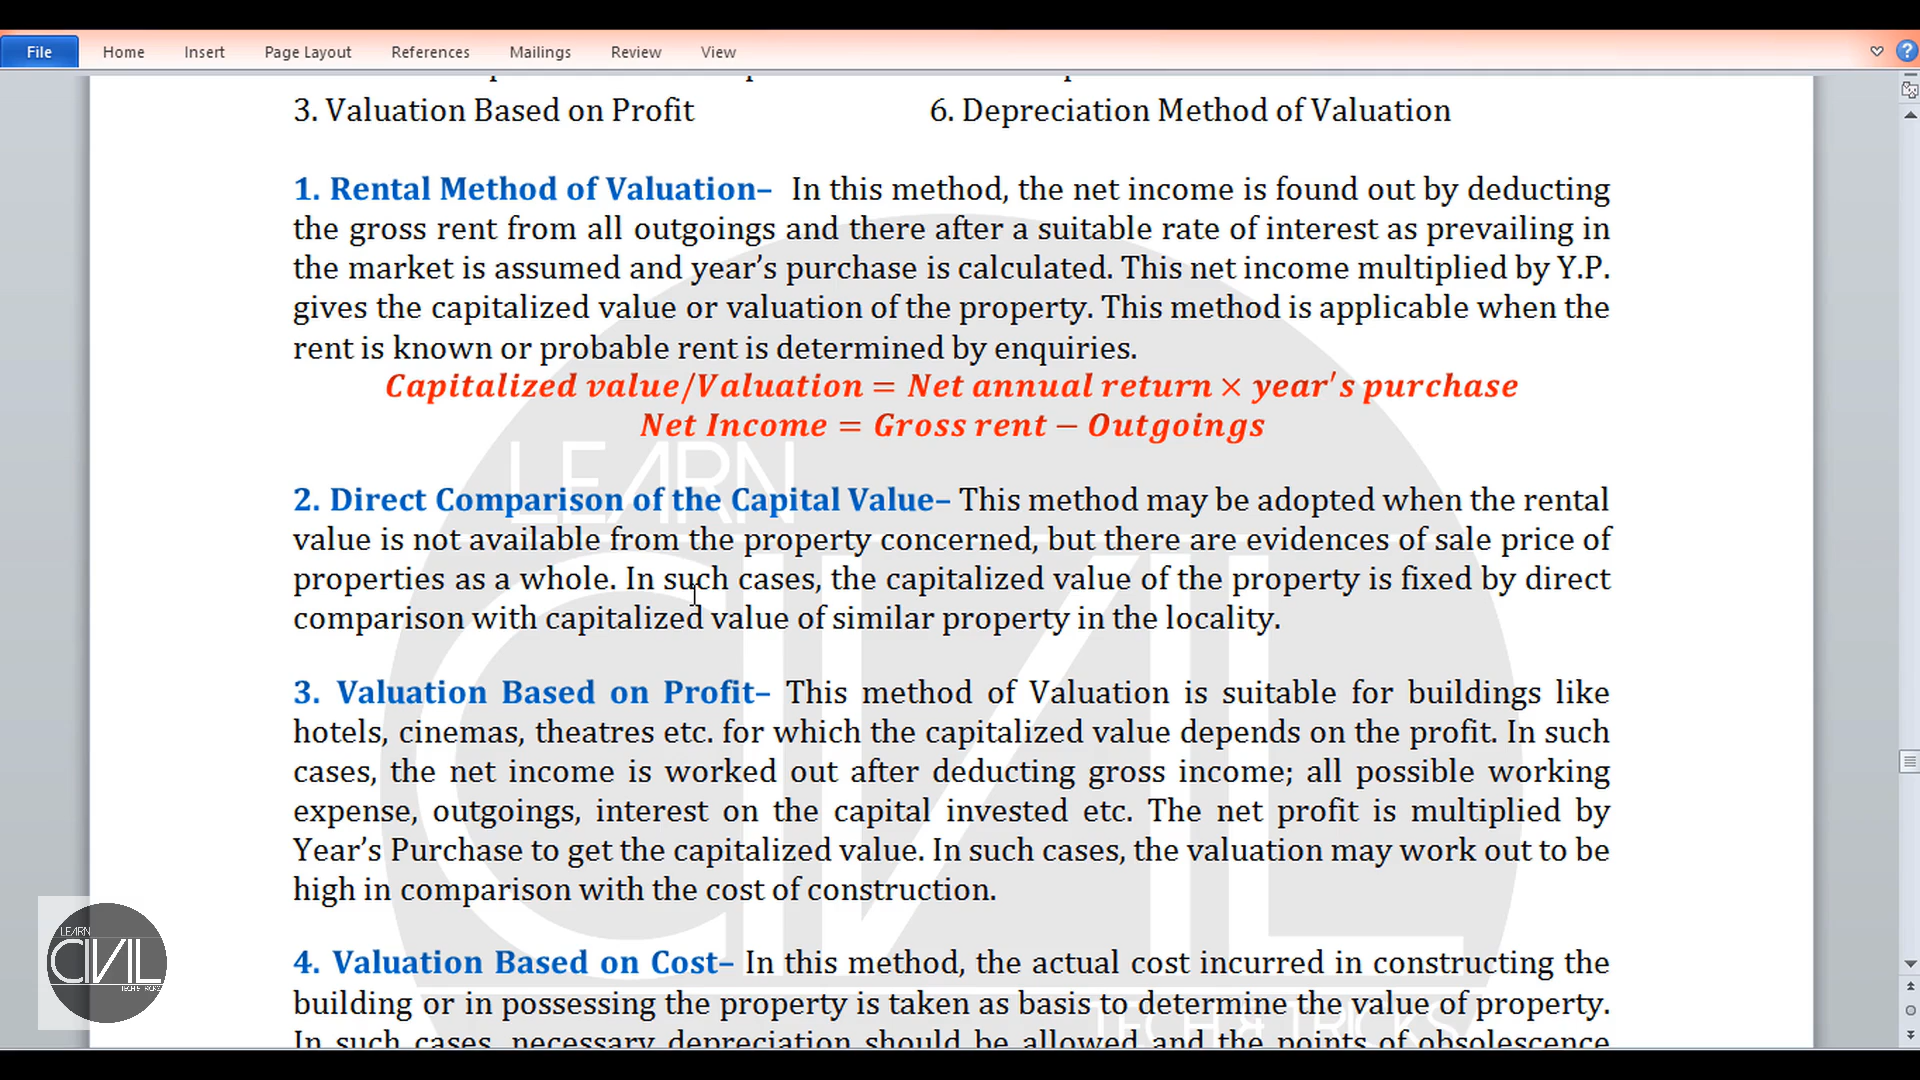 File Home Insert Page Layout References Mailings Review View
3. Valuation Based on Profit 6. Depreciation Method of Valuation
1. Rental Method of Valuation– In this method, the net income is found out by deducting
the gross rent from all outgoings and there after a suitable rate of interest as prevailing in
the market is assumed and year’s purchase is calculated. This net income multiplied by Y.P.
gives the capitalized value or valuation of the property. This method is applicable when the
rent is known or probable rent is determined by enquiries.
Capitalized value/Valuation = Net annual return × year's purchase
Net Income = Gross rent − Outgoings
2. Direct Comparison of the Capital Value– This method may be adopted when the rental
value is not available from the property concerned, but there are evidences of sale price of
properties as a whole. In such cases, the capitalized value of the property is fixed by direct
comparison with capitalized value of similar property in the locality.
3. Valuation Based on Profit– This method of Valuation is suitable for buildings like
hotels, cinemas, theatres etc. for which the capitalized value depends on the profit. In such
cases, the net income is worked out after deducting gross income; all possible working
expense, outgoings, interest on the capital invested etc. The net profit is multiplied by
Year’s Purchase to get the capitalized value. In such cases, the valuation may work out to be
high in comparison with the cost of construction.
4. Valuation Based on Cost– In this method, the actual cost incurred in constructing the
building or in possessing the property is taken as basis to determine the value of property.
In such cases, necessary depreciation should be allowed and the points of obsolescence
LEARN
CIVIL
TECH & TRICKS
LEARN
CIVIL